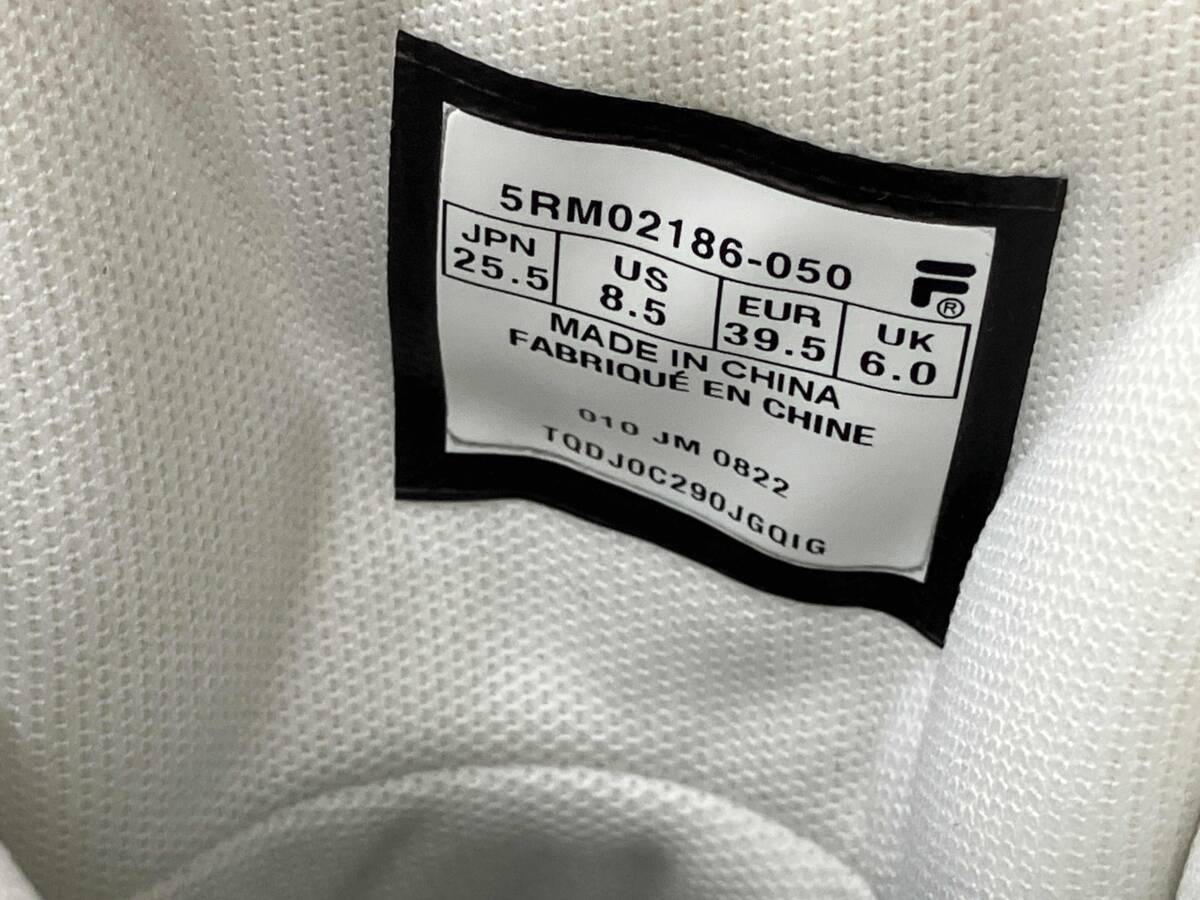 5RM02186-050
JPN US EUR UK
25.5 8.5 39.5 6.0
MADE IN CHINA
FABRIQUÉ EN CHINE
010 JM 0822
TQDJ0C290JGQIG